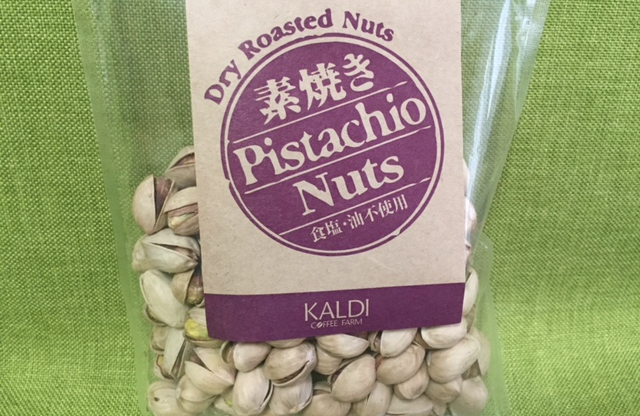 Dry Roasted Nuts
素焼き
Pistachio
Nuts
食塩・油不使用
KALDI
COFFEE FARM